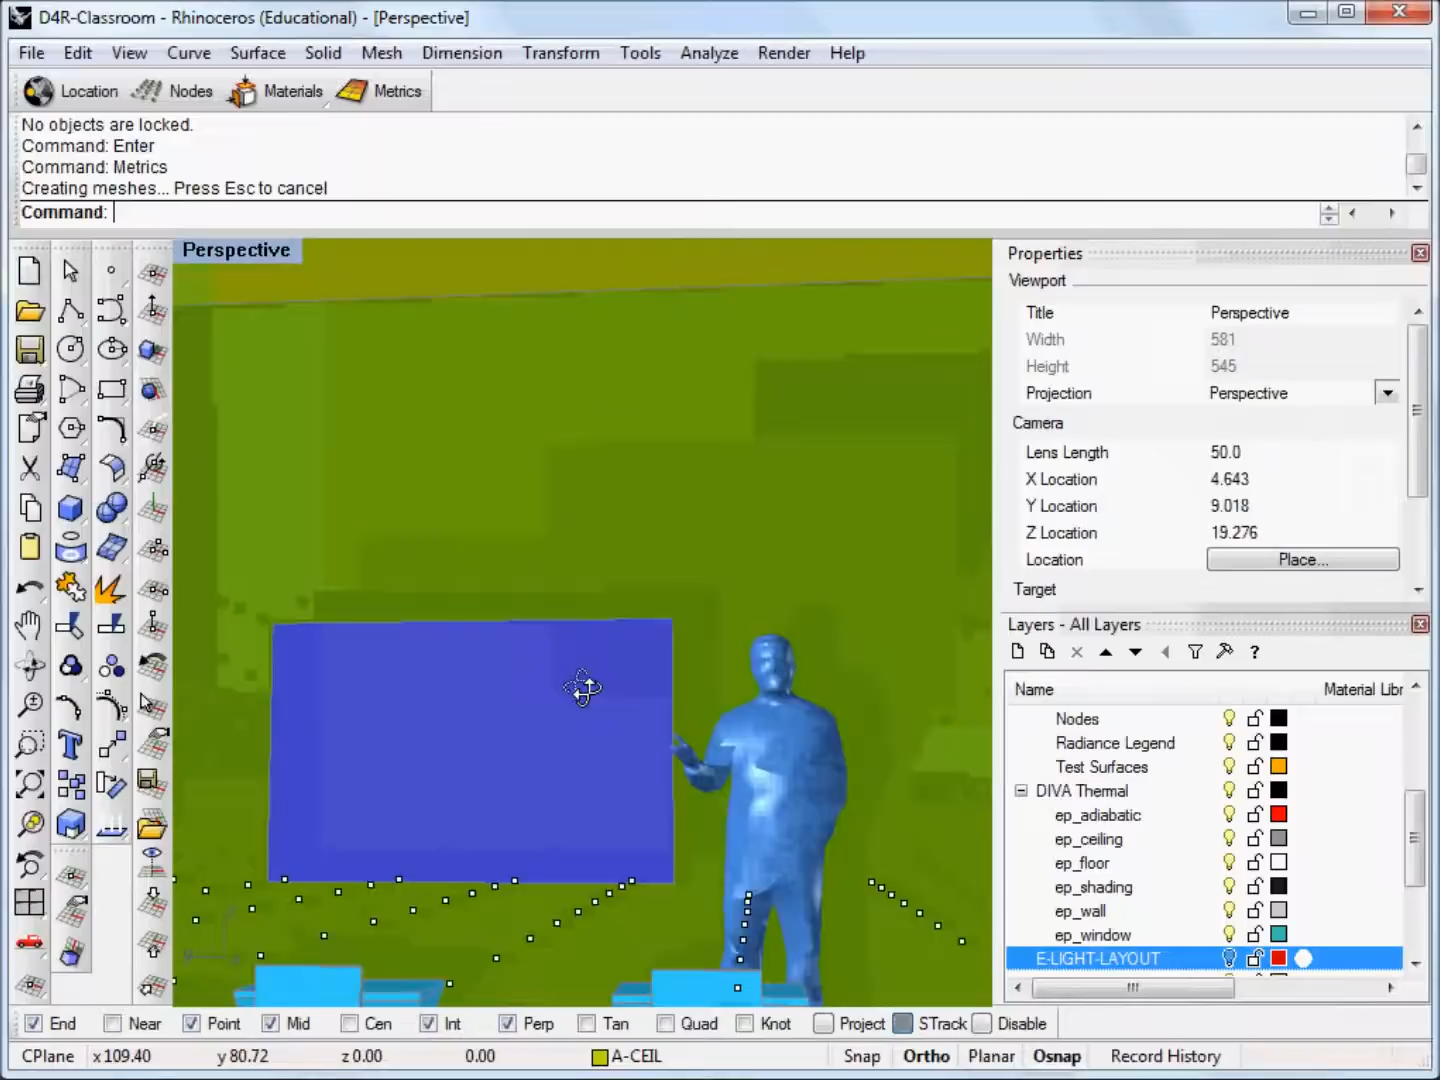 D4R-Classroom - Rhinoceros (Educational) - [Perspective]
File Edit View Curve Surface Solid Mesh Dimension Transform Tools Analyze Render Help
Location Nodes Materials Metrics
No objects are locked.
Command: Enter
Command: Metrics
Creating meshes... Press Esc to cancel
Command:
Perspective
Properties
Viewport
Title Perspective
Width 581
Height 545
Projection Perspective
Camera
Lens Length 50.0
X Location 4.643
Y Location 9.018
Z Location 19.276
Location Place...
Target
Layers - All Layers
Name Material Libr
Nodes
Radiance Legend
Test Surfaces
DIVA Thermal
ep_adiabatic
ep_ceiling
ep_floor
ep_shading
ep_wall
ep_window
E-LIGHT-LAYOUT
End Near Point Mid Cen Int Perp Tan Quad Knot Project STrack Disable
CPlane x 109.40 y 80.72 z 0.00 0.00 A-CEIL Snap Ortho Planar Osnap Record History